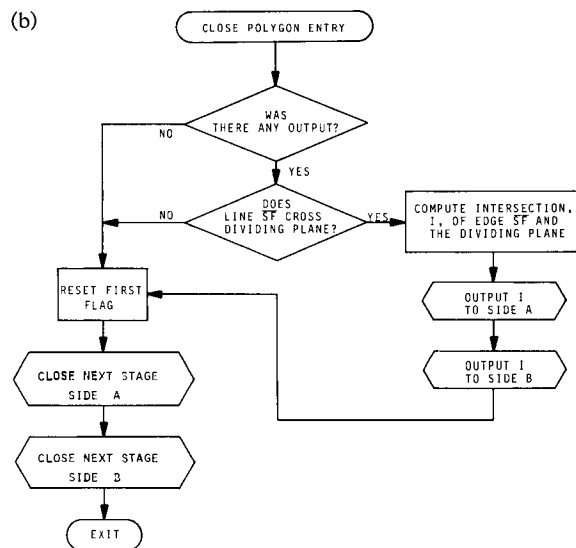 (b)
CLOSE POLYGON ENTRY
WAS
THERE ANY OUTPUT?
NO
YES
DOES
LINE SF CROSS
DIVIDING PLANE?
NO
YES
COMPUTE INTERSECTION,
I, OF EDGE SF AND
THE DIVIDING PLANE
OUTPUT I
TO SIDE A
OUTPUT I
TO SIDE B
RESET FIRST
FLAG
CLOSE NEXT STAGE
SIDE A
CLOSE NEXT STAGE
SIDE B
EXIT